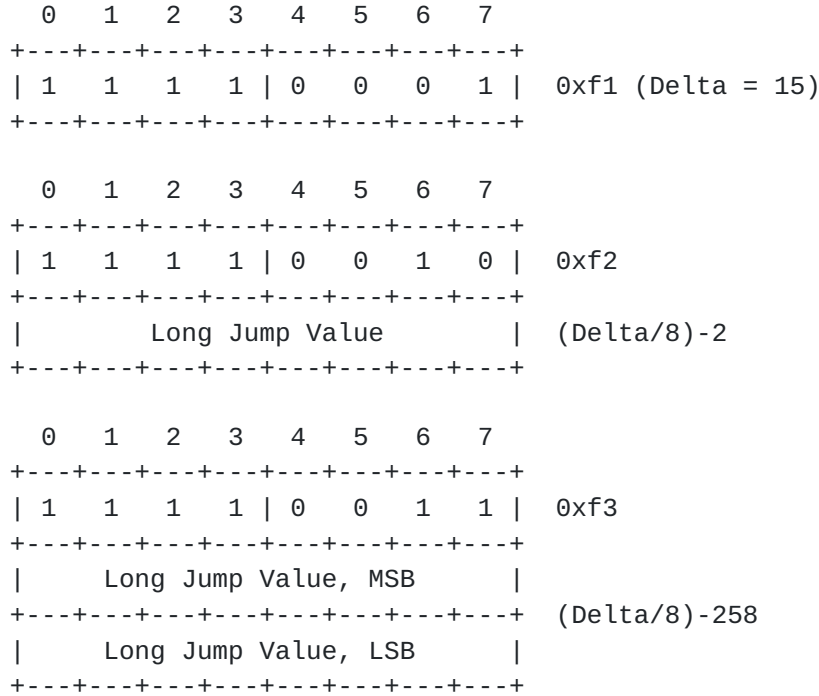 0   1   2   3   4   5   6   7
+---+---+---+---+---+---+---+---+
| 1   1   1   1 | 0   0   0   1 |  0xf1 (Delta = 15)
+---+---+---+---+---+---+---+---+
  0   1   2   3   4   5   6   7
+---+---+---+---+---+---+---+---+
| 1   1   1   1 | 0   0   1   0 |  0xf2
+---+---+---+---+---+---+---+---+
|        Long Jump Value        |  (Delta/8)-2
+---+---+---+---+---+---+---+---+
  0   1   2   3   4   5   6   7
+---+---+---+---+---+---+---+---+
| 1   1   1   1 | 0   0   1   1 |  0xf3
+---+---+---+---+---+---+---+---+
|     Long Jump Value, MSB      |
+---+---+---+---+---+---+---+---+  (Delta/8)-258
|     Long Jump Value, LSB      |
+---+---+---+---+---+---+---+---+